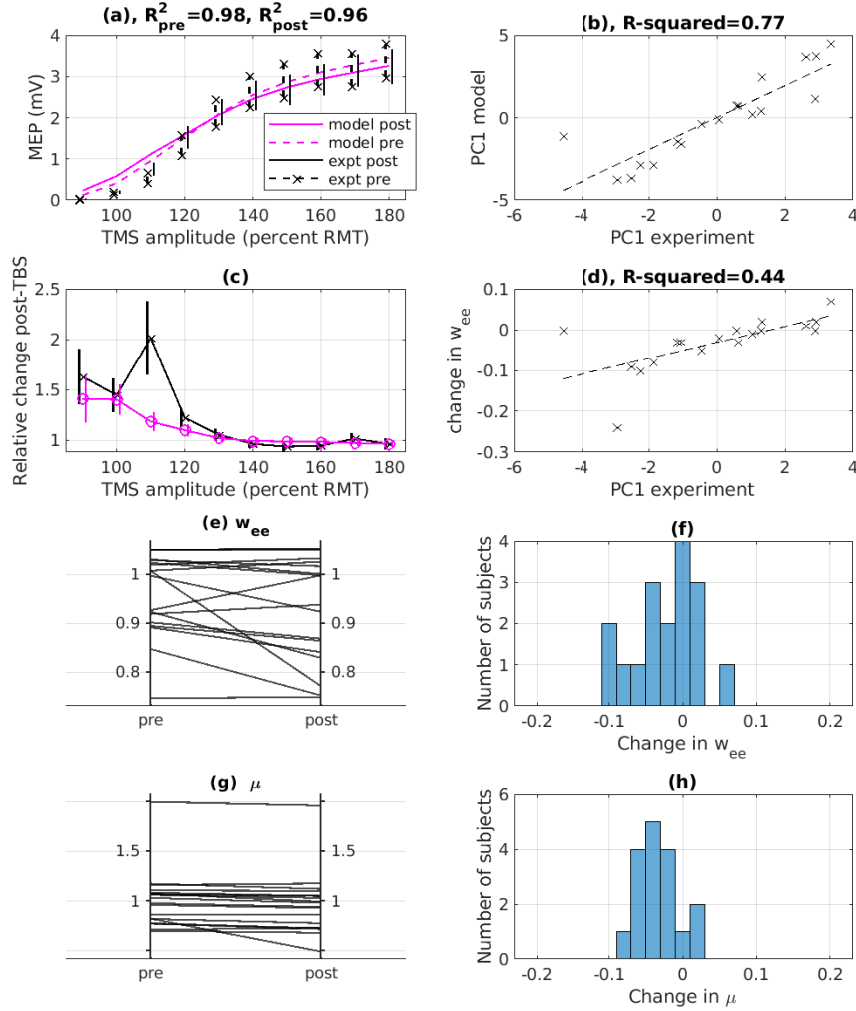 (a), R²pre=0.98, R²post=0.96
MEP (mV)
4
3
2
1
0
model post
model pre
expt post
expt pre
100 120 140 160 180
TMS amplitude (percent RMT)
(b), R-squared=0.77
PC1 model
5
0
-5
-6 -4 -2 0 2 4
PC1 experiment
(c)
Relative change post-TBS
2.5
2
1.5
1
100 120 140 160 180
TMS amplitude (percent RMT)
(d), R-squared=0.44
change in wee
0.1
0
-0.1
-0.2
-0.3
-6 -4 -2 0 2 4
PC1 experiment
(e) wee
1 1
0.9 0.9
0.8 0.8
pre post
(f)
Number of subjects
4
3
2
1
0
-0.2 -0.1 0 0.1 0.2
Change in wee
(g) μ
1.5 1.5
1 1
pre post
(h)
Number of subjects
6
4
2
0
-0.2 -0.1 0 0.1 0.2
Change in μ